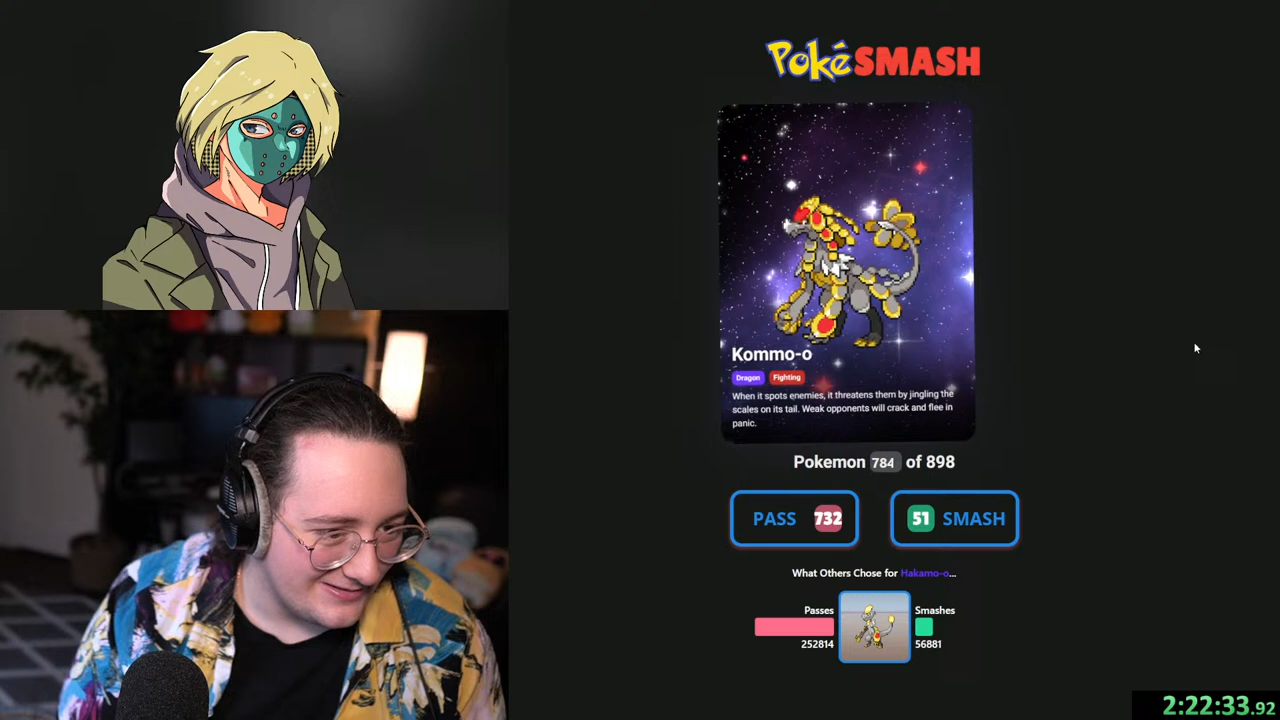 PokéSMASH
Kommo-o
Dragon Fighting
When it spots enemies, it threatens them by jingling the
scales on its tail. Weak opponents will crack and flee in
panic.
Pokemon 784 of 898
PASS 732 51 SMASH
What Others Chose for Hakamo-o...
Passes Smashes
252814 56881
2:22:33.92